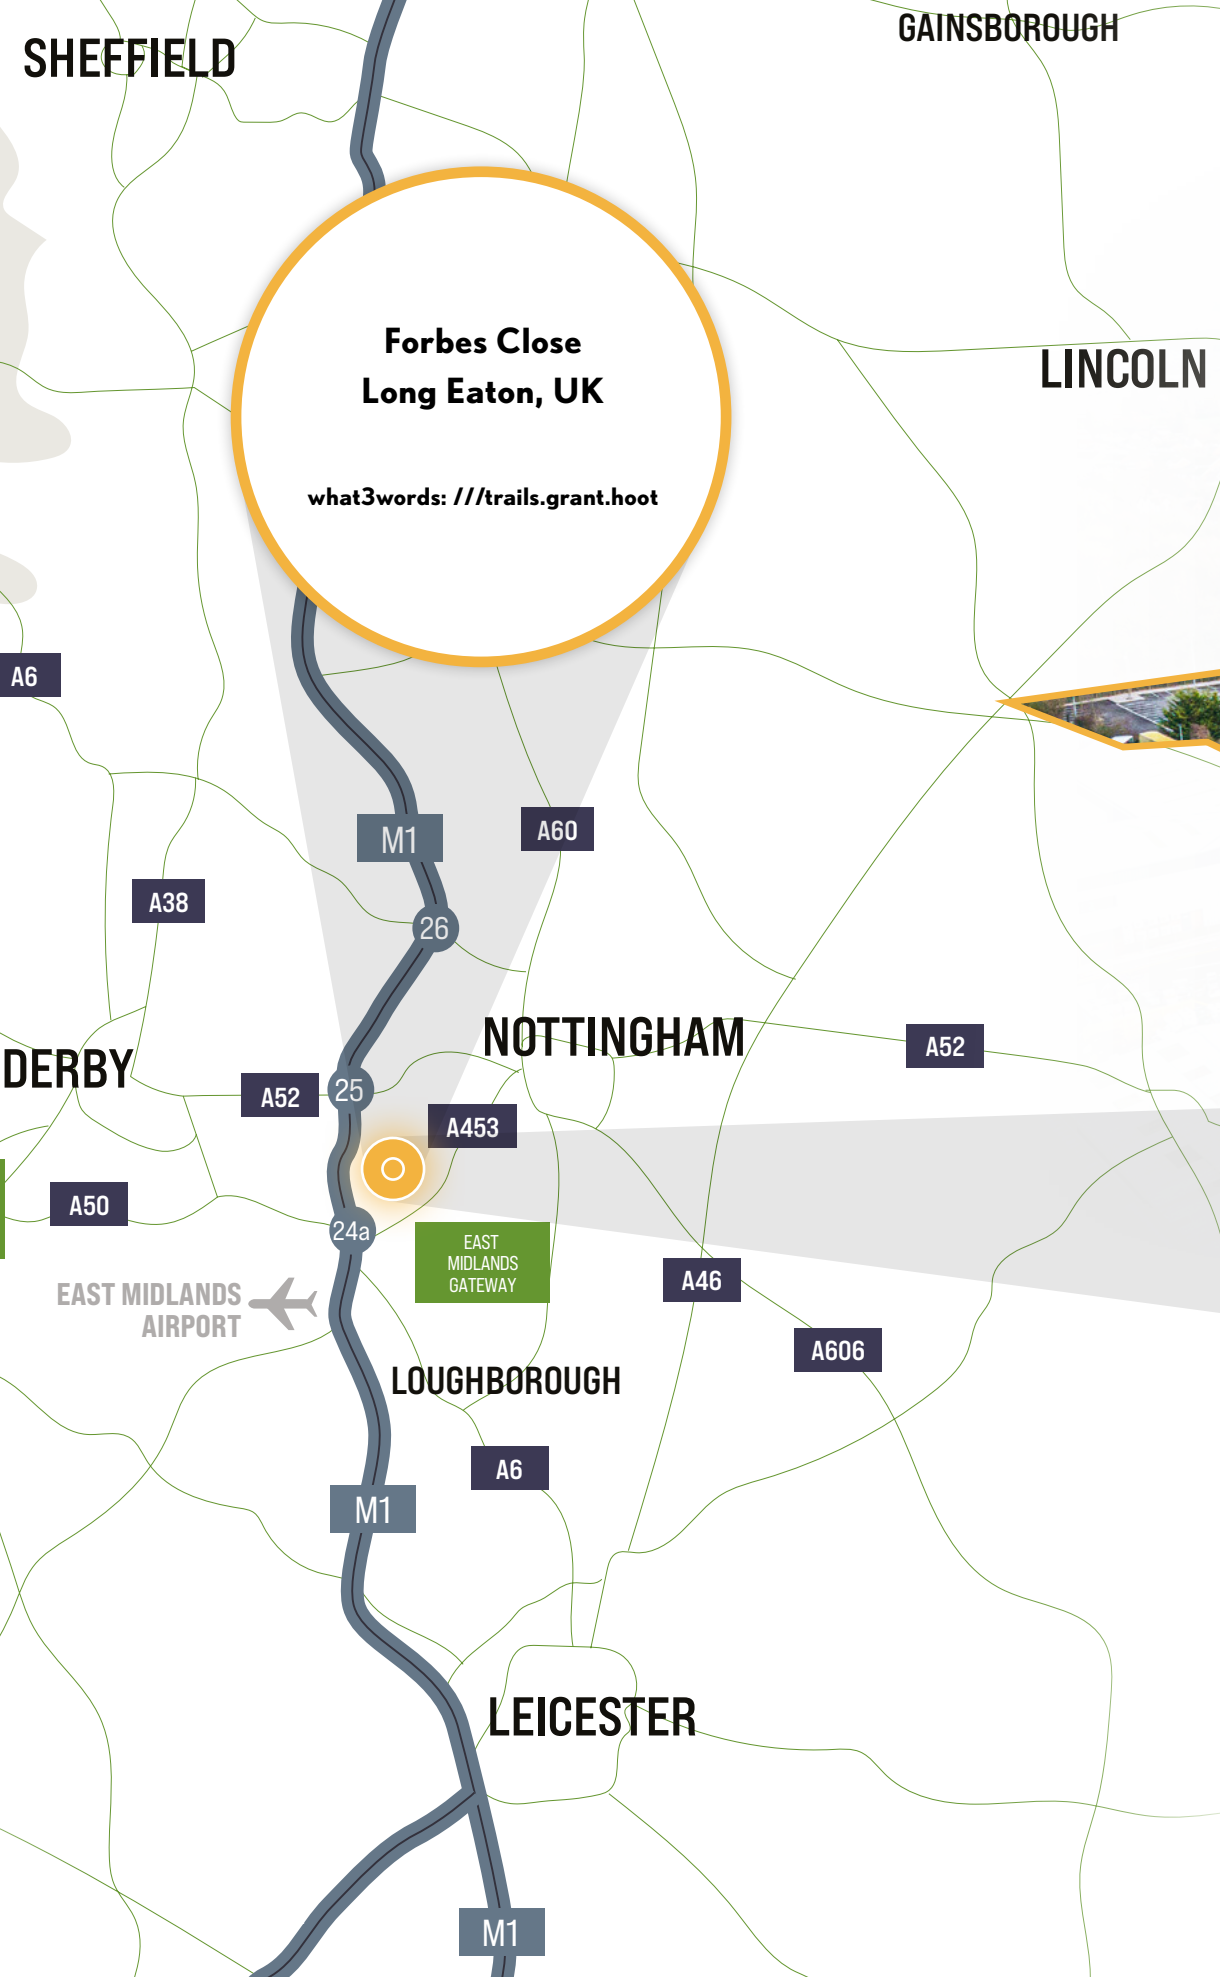 GAINSBOROUGH
SHEFFIELD
Forbes Close
Long Eaton, UK
LINCOLN
what3words: ///trails.grant.hoot
A6
A60
M1
A38
26
NOTTINGHAM
A52
DERBY
A52
25
A453
A50
24a
EAST
MIDLANDS
GATEWAY
A46
EAST MIDLANDS
AIRPORT
A606
LOUGHBOROUGH
A6
M1
LEICESTER
M1